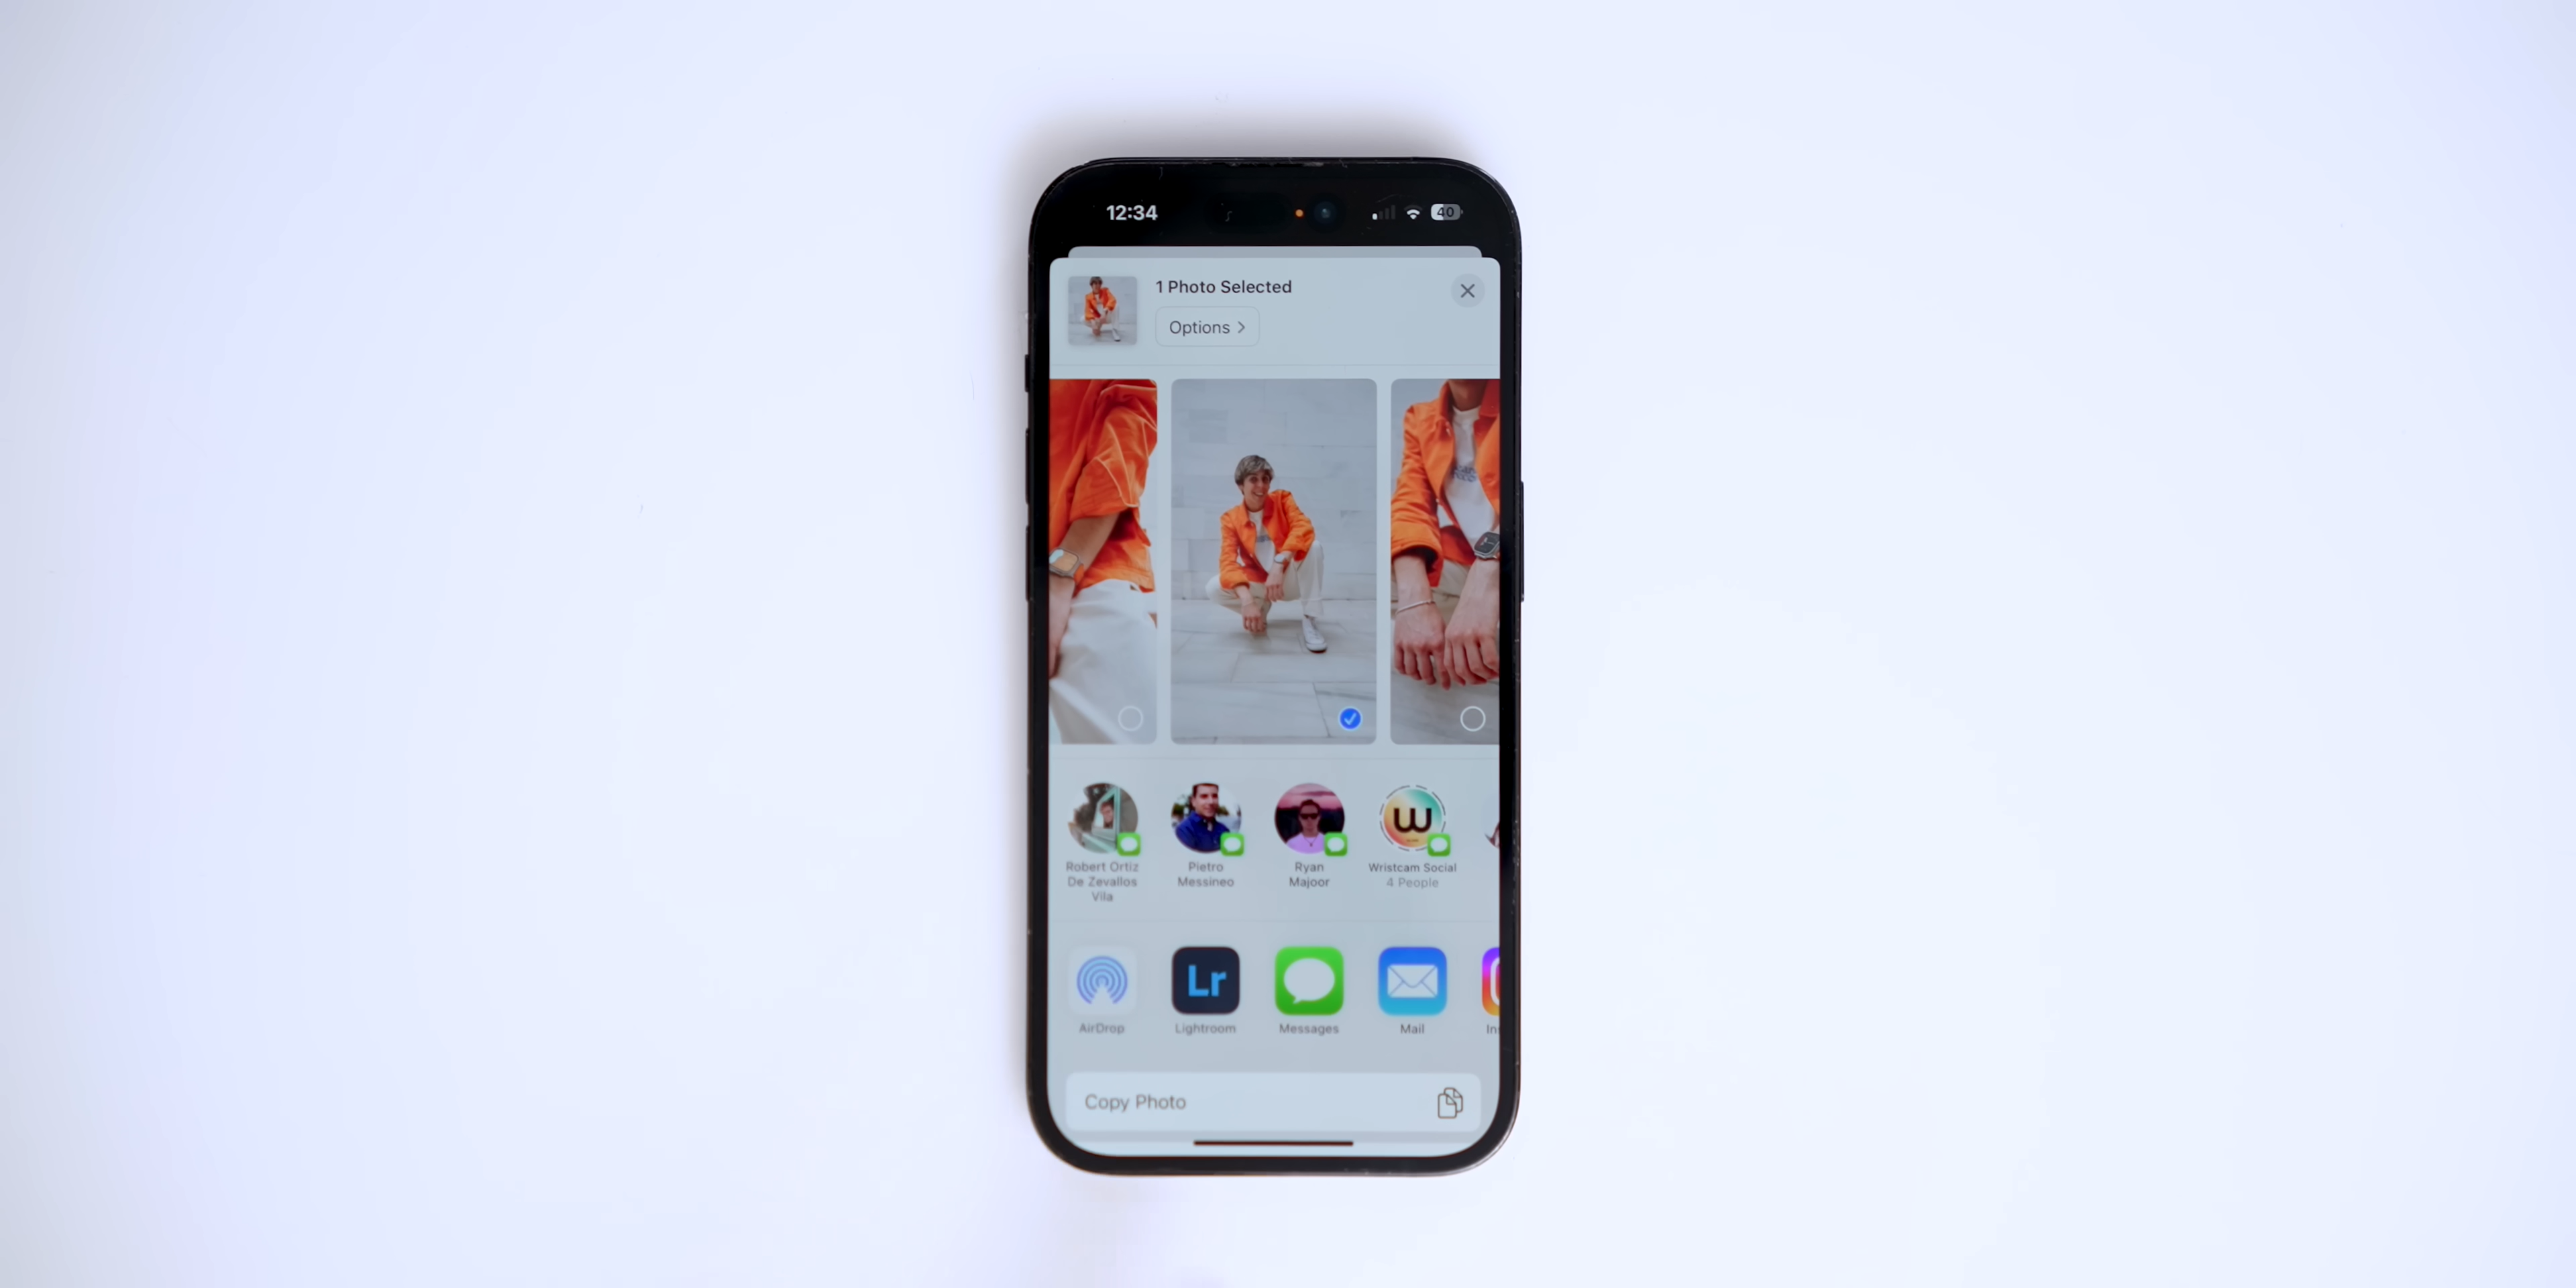 12:34
40
1 Photo Selected
Options
Robert Ortiz
De Zevallos
Vila
Pietro
Messineo
Ryan
Majoor
W
Wristcam Social
4 People
Lr
AirDrop
Lightroom
Messages
Mail
In
Copy Photo